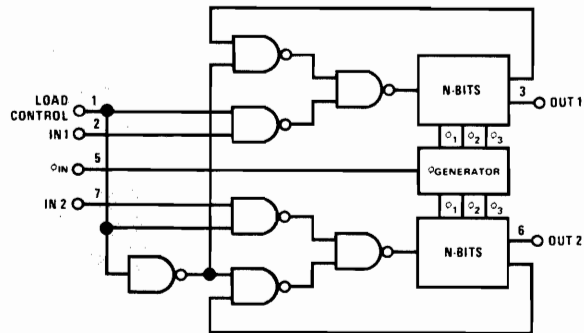 LOAD 1
CONTROL
2
IN 1
5
φIN
7
IN 2
N-BITS
3
OUT 1
φ1 φ2 φ3
φGENERATOR
φ1 φ2 φ3
N-BITS
6
OUT 2